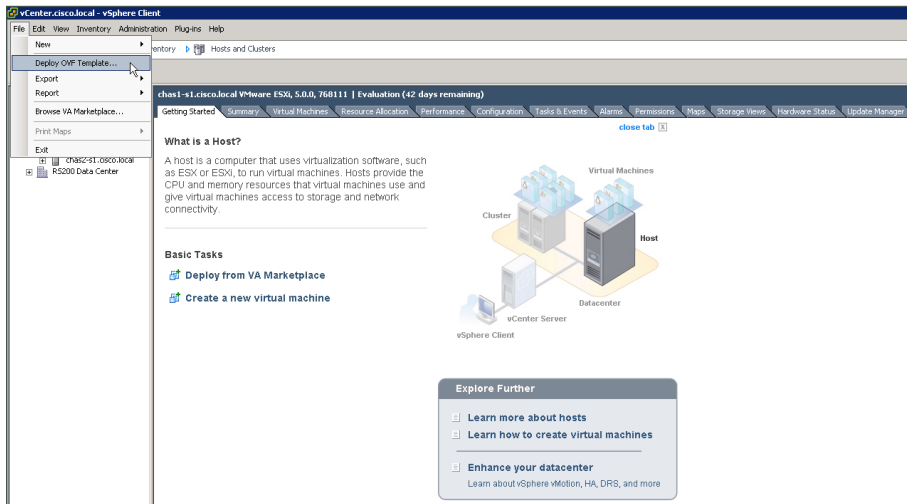 vCenter.cisco.local - vSphere Client
File Edit View Inventory Administration Plug-ins Help
New
Deploy OVF Template...
Export
Report
Browse VA Marketplace...
Print Maps
Exit
entory Hosts and Clusters
chas2-s1.cisco.local
RS200 Data Center
chas1-s1.cisco.local VMware ESXi, 5.0.0, 768111 | Evaluation (42 days remaining)
Getting Started Summary Virtual Machines Resource Allocation Performance Configuration Tasks & Events Alarms Permissions Maps Storage Views Hardware Status Update Manager
close tab
What is a Host?
A host is a computer that uses virtualization software, such
as ESX or ESXi, to run virtual machines. Hosts provide the
CPU and memory resources that virtual machines use and
give virtual machines access to storage and network
connectivity.
Basic Tasks
Deploy from VA Marketplace
Create a new virtual machine
Virtual Machines
Cluster
Host
Datacenter
vCenter Server
vSphere Client
Explore Further
Learn more about hosts
Learn how to create virtual machines
Enhance your datacenter
Learn about vSphere vMotion, HA, DRS, and more